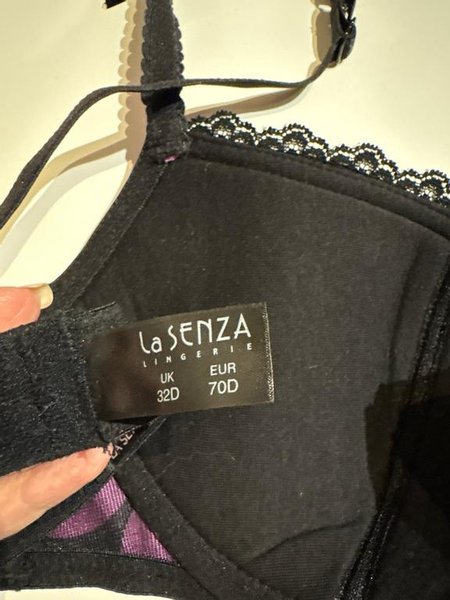 La SENZA
LINGERIE
UK EUR
32D 70D